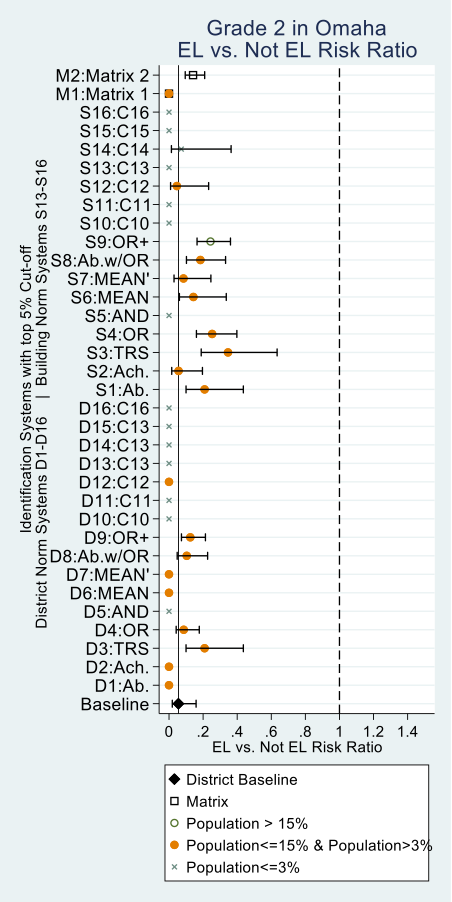 Grade 2 in Omaha
EL vs. Not EL Risk Ratio
Identification Systems with top 5% Cut-off
District Norm Systems D1-D16 | Building Norm Systems S13-S16
M2:Matrix 2
M1:Matrix 1
S16:C16
S15:C15
S14:C14
S13:C13
S12:C12
S11:C11
S10:C10
S9:OR+
S8:Ab.w/OR
S7:MEAN'
S6:MEAN
S5:AND
S4:OR
S3:TRS
S2:Ach.
S1:Ab.
D16:C16
D15:C13
D14:C13
D13:C13
D12:C12
D11:C11
D10:C10
D9:OR+
D8:Ab.w/OR
D7:MEAN'
D6:MEAN
D5:AND
D4:OR
D3:TRS
D2:Ach.
D1:Ab.
Baseline
0 .2 .4 .6 .8 1 1.2 1.4
EL vs. Not EL Risk Ratio
District Baseline
Matrix
Population > 15%
Population<=15% & Population>3%
Population<=3%